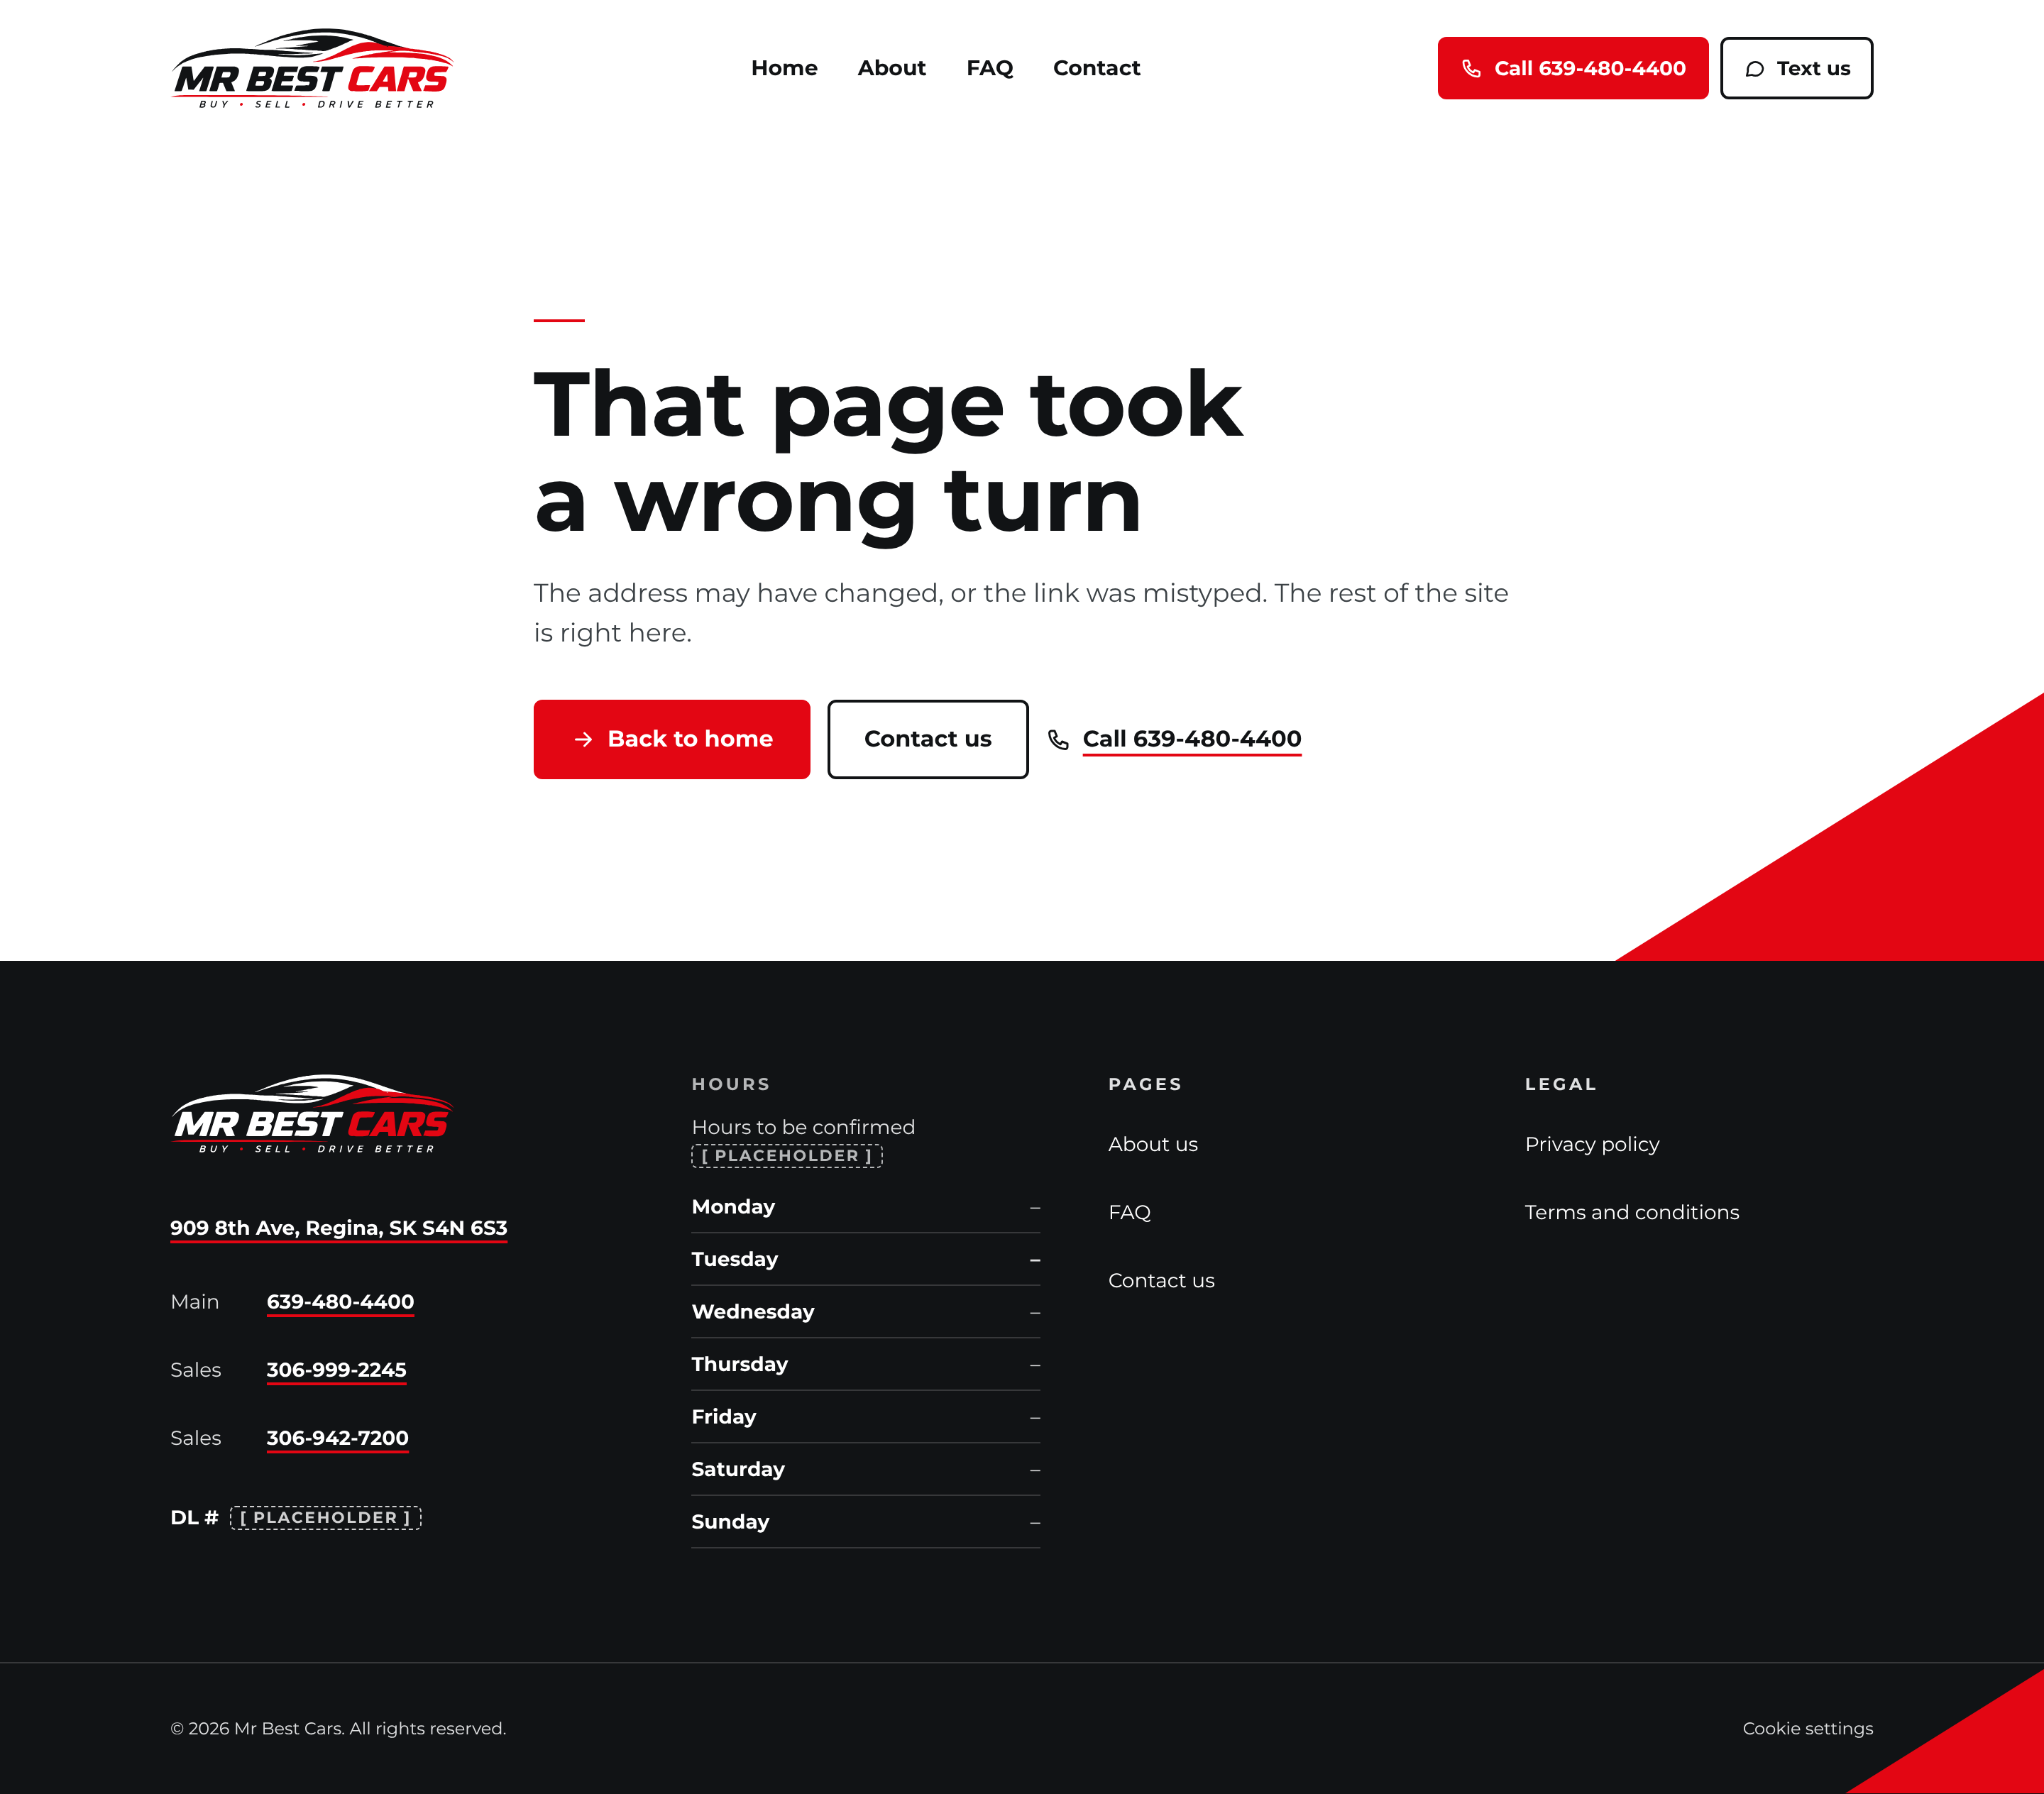 MR BEST CARS
BUY • SELL • DRIVE BETTER
Home About FAQ Contact
Call 639-480-4400
Text us
That page took
a wrong turn
The address may have changed, or the link was mistyped. The rest of the site
is right here.
Back to home
Contact us
Call 639-480-4400
MR BEST CARS
BUY • SELL • DRIVE BETTER
909 8th Ave, Regina, SK S4N 6S3
Main 639-480-4400
Sales 306-999-2245
Sales 306-942-7200
DL # [ PLACEHOLDER ]
HOURS
Hours to be confirmed
[ PLACEHOLDER ]
Monday –
Tuesday –
Wednesday –
Thursday –
Friday –
Saturday –
Sunday –
PAGES
About us
FAQ
Contact us
LEGAL
Privacy policy
Terms and conditions
© 2026 Mr Best Cars. All rights reserved.
Cookie settings